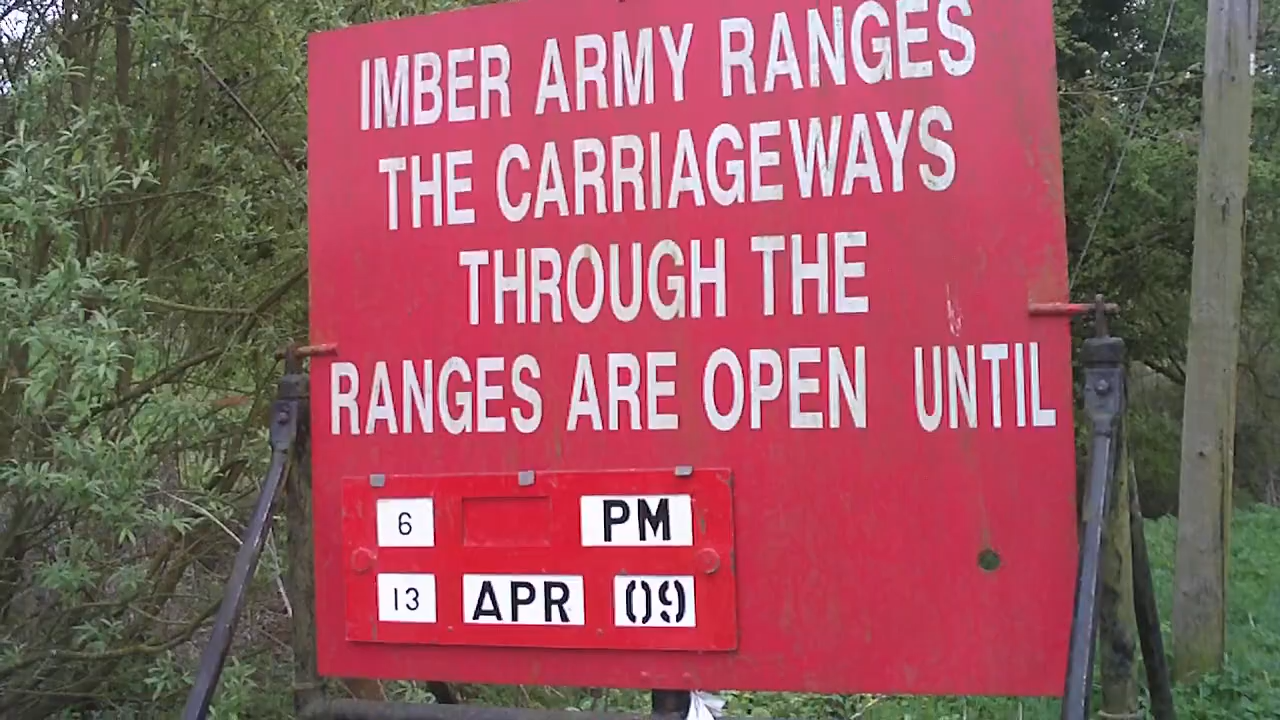 IMBER ARMY RANGES
THE CARRIAGEWAYS
THROUGH THE
RANGES ARE OPEN UNTIL
6 PM
13 APR 09